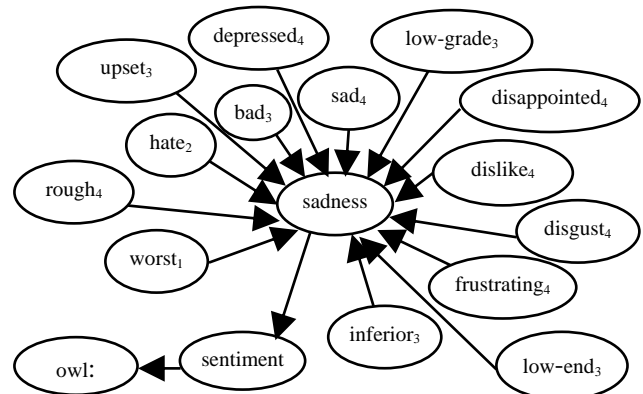 depressed₄
low-grade₃
upset₃
sad₄
disappointed₄
bad₃
hate₂
dislike₄
rough₄
sadness
disgust₄
worst₁
frustrating₄
inferior₃
sentiment
low-end₃
owl: